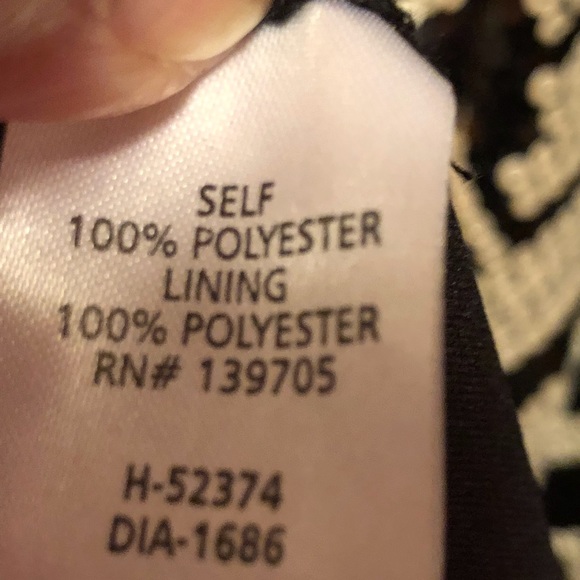 SELF
100% POLYESTER
LINING
100% POLYESTER
RN# 139705
H-52374
DIA-1686